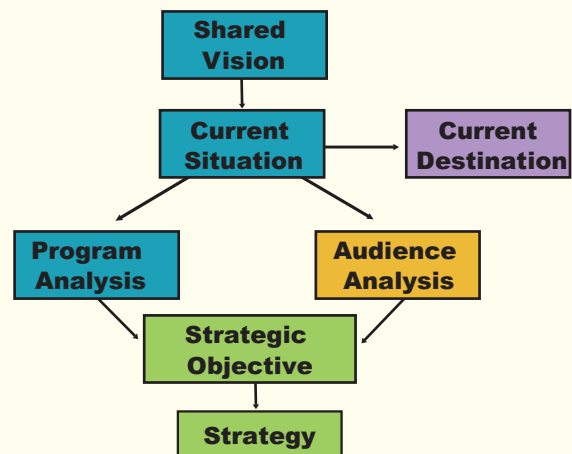 Shared
Vision
Current
Situation
Current
Destination
Program
Analysis
Audience
Analysis
Strategic
Objective
Strategy